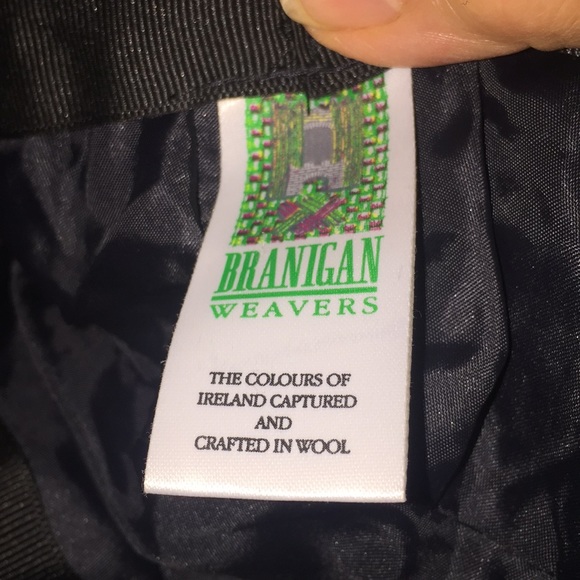 BRANIGAN
WEAVERS
THE COLOURS OF
IRELAND CAPTURED
AND
CRAFTED IN WOOL